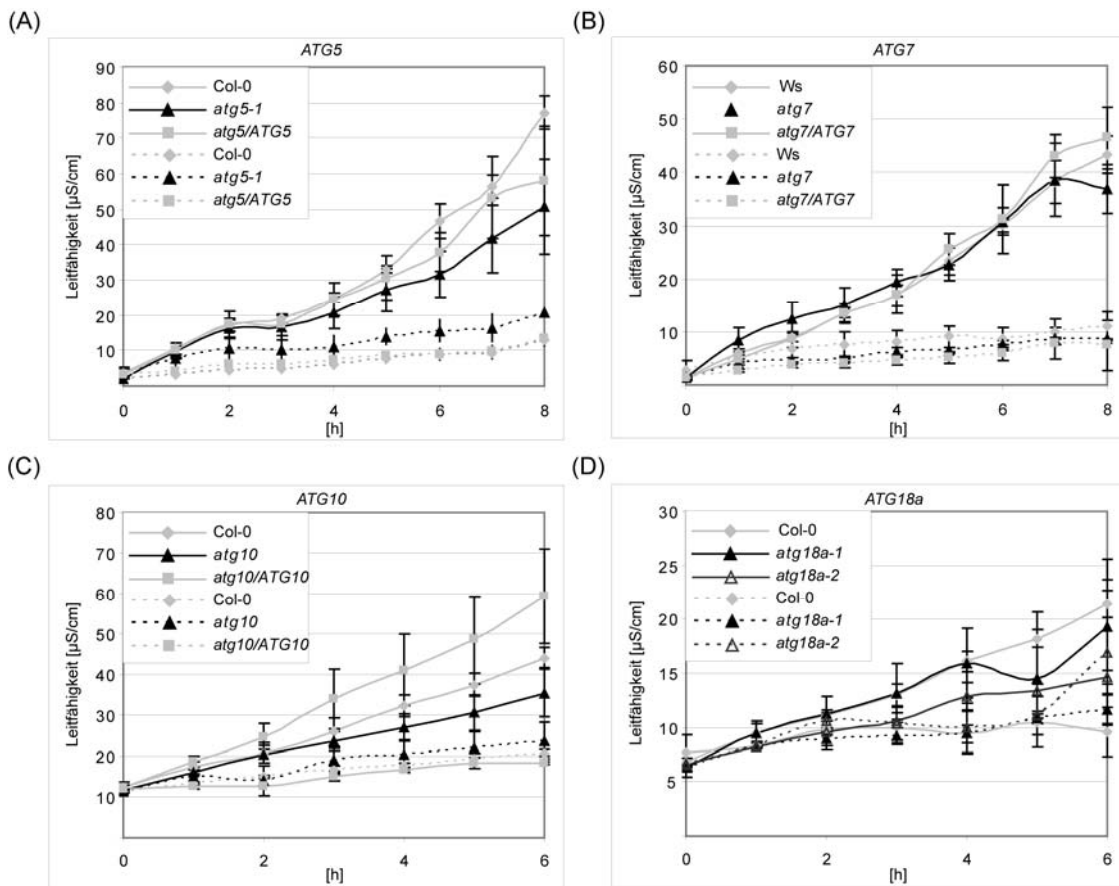 (A)
ATG5
Leitfähigkeit [µS/cm]
90
80
70
60
50
40
30
20
10
Col-0
atg5-1
atg5/ATG5
Col-0
atg5-1
atg5/ATG5
0
2
4
6
8
[h]
(B)
ATG7
Leitfähigkeit [µS/cm]
60
50
40
30
20
10
Ws
atg7
atg7/ATG7
Ws
atg7
atg7/ATG7
0
2
4
6
8
[h]
(C)
ATG10
Leitfähigkeit [µS/cm]
80
70
60
50
40
30
20
10
Col-0
atg10
atg10/ATG10
Col-0
atg10
atg10/ATG10
0
2
4
6
[h]
(D)
ATG18a
Leitfähigkeit [µS/cm]
30
25
20
15
10
5
Col-0
atg18a-1
atg18a-2
Col-0
atg18a-1
atg18a-2
0
2
4
6
[h]